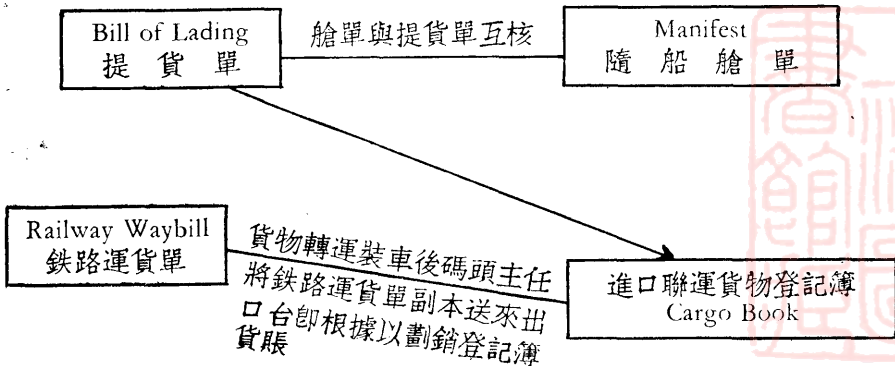 Bill of Lading
提貨單
艙單與提貨單互核
Manifest
隨船艙單
Railway Waybill
鉄路運貨單
貨物轉運裝車後碼頭主任
將鉄路運貨單副本送來出
口台卽根據以劃銷登記簿
貨賬
進口聯運貨物登記簿
Cargo Book